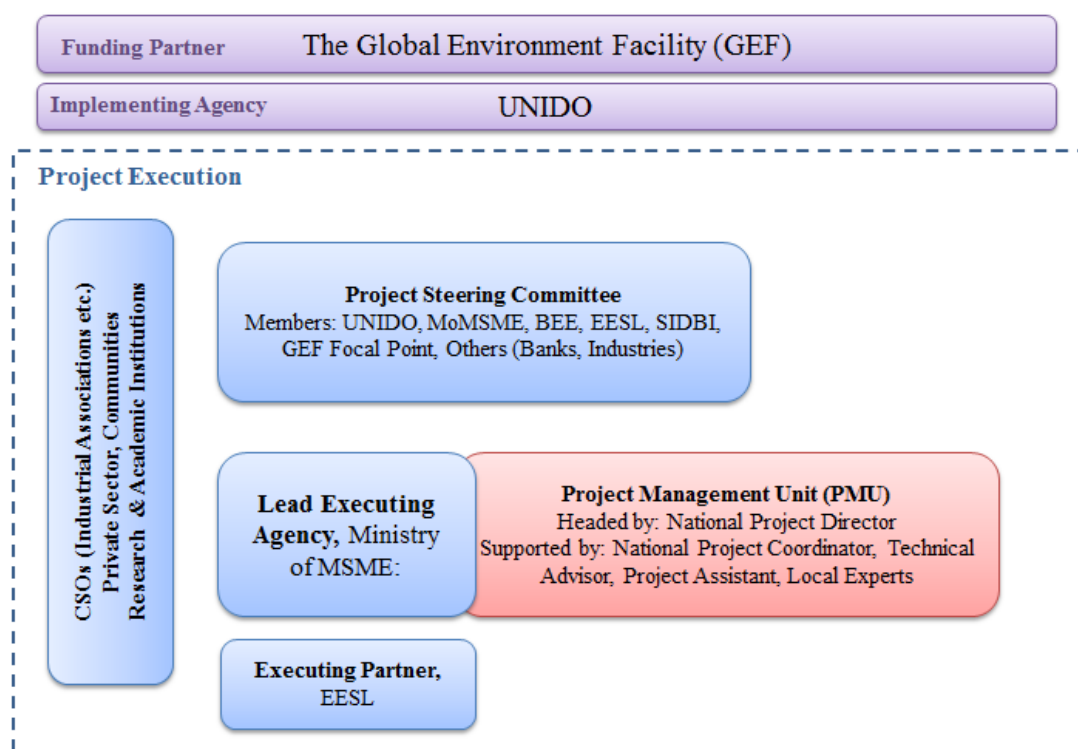 Funding Partner The Global Environment Facility (GEF)
Implementing Agency UNIDO
Project Execution
CSOs (Industrial Associations etc.)
Private Sector, Communities
Research & Academic Institutions
Project Steering Committee
Members: UNIDO, MoMSME, BEE, EESL, SIDBI,
GEF Focal Point, Others (Banks, Industries)
Lead Executing
Agency, Ministry
of MSME:
Project Management Unit (PMU)
Headed by: National Project Director
Supported by: National Project Coordinator, Technical
Advisor, Project Assistant, Local Experts
Executing Partner,
EESL